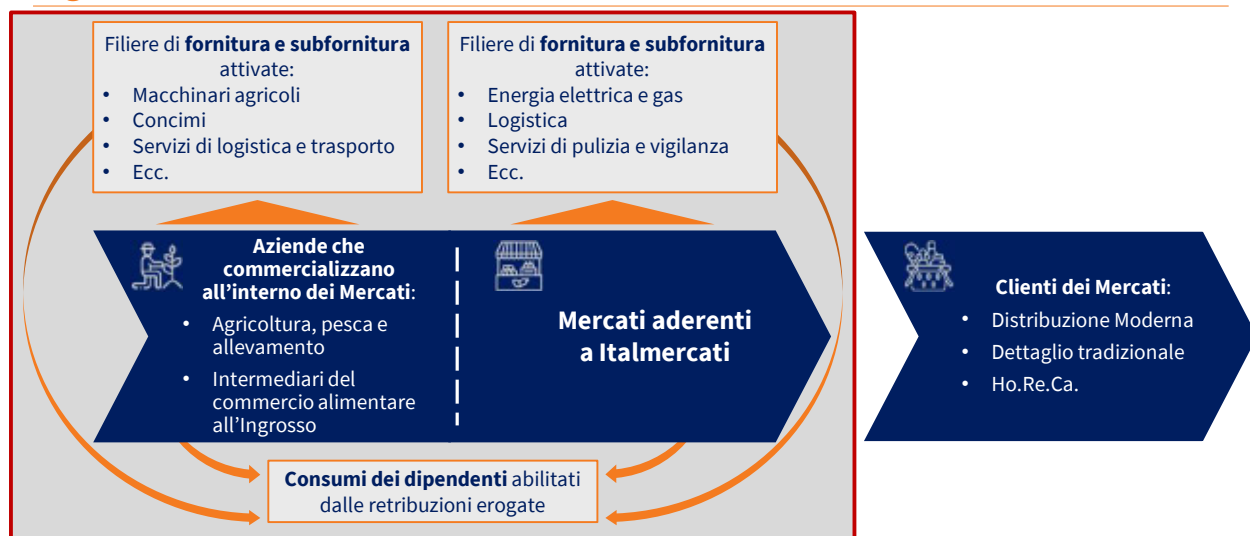 Filiere di fornitura e subfornitura
attivate:
• Macchinari agricoli
• Concimi
• Servizi di logistica e trasporto
• Ecc.
Filiere di fornitura e subfornitura
attivate:
• Energia elettrica e gas
• Logistica
• Servizi di pulizia e vigilanza
• Ecc.
Aziende che
commercializzano
all'interno dei Mercati:
• Agricoltura, pesca e
allevamento
• Intermediari del
commercio alimentare
all'Ingrosso
Mercati aderenti
a Italmercati
Clienti dei Mercati:
• Distribuzione Moderna
• Dettaglio tradizionale
• Ho.Re.Ca.
Consumi dei dipendenti abilitati
dalle retribuzioni erogate